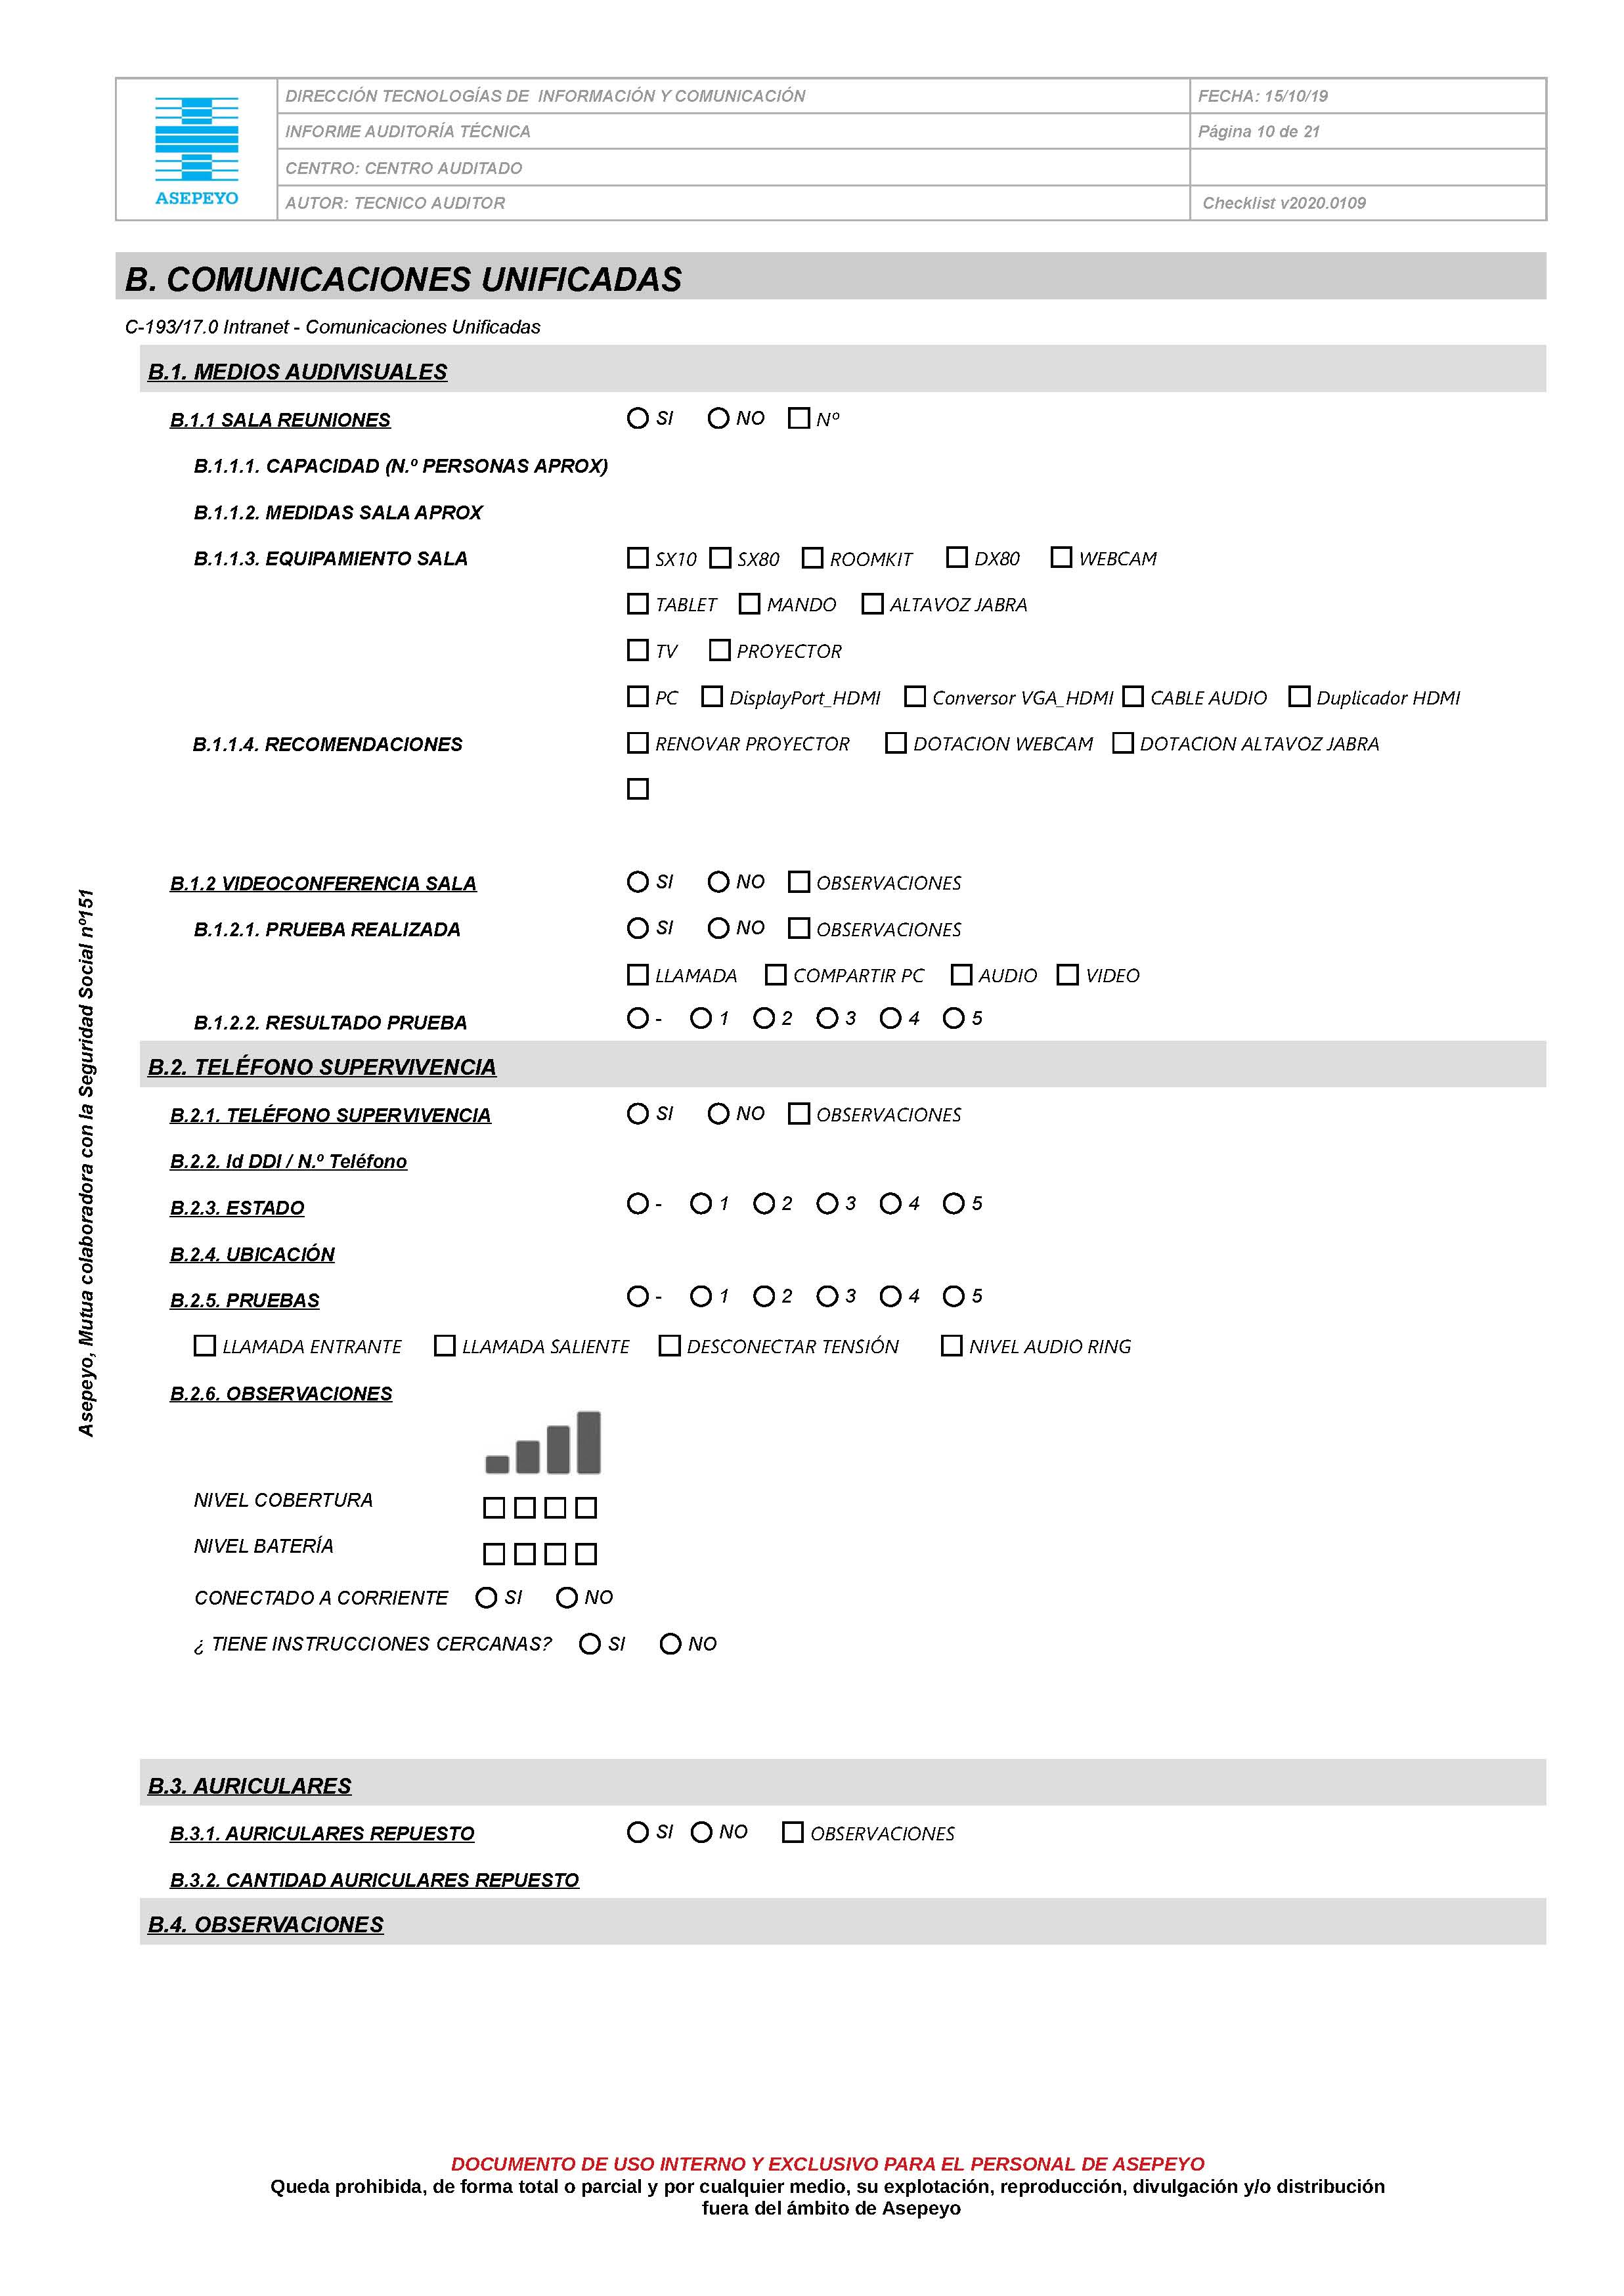 DIRECCIÓN TECNOLOGÍAS DE INFORMACIÓN Y COMUNICACIÓN
FECHA: 15/10/19
INFORME AUDITORÍA TÉCNICA
Página 10 de 21
CENTRO: CENTRO AUDITADO
AUTOR: TECNICO AUDITOR
Checklist v2020.0109
ASEPEYO
B. COMUNICACIONES UNIFICADAS
C-193/17.0 Intranet - Comunicaciones Unificadas
B.1. MEDIOS AUDIVISUALES
B.1.1 SALA REUNIONES SI NO Nº
B.1.1.1. CAPACIDAD (N.º PERSONAS APROX)
B.1.1.2. MEDIDAS SALA APROX
B.1.1.3. EQUIPAMIENTO SALA SX10 SX80 ROOMKIT DX80 WEBCAM
TABLET MANDO ALTAVOZ JABRA
TV PROYECTOR
PC DisplayPort_HDMI Conversor VGA_HDMI CABLE AUDIO Duplicador HDMI
B.1.1.4. RECOMENDACIONES RENOVAR PROYECTOR DOTACION WEBCAM DOTACION ALTAVOZ JABRA
B.1.2 VIDEOCONFERENCIA SALA SI NO OBSERVACIONES
B.1.2.1. PRUEBA REALIZADA SI NO OBSERVACIONES
LLAMADA COMPARTIR PC AUDIO VIDEO
B.1.2.2. RESULTADO PRUEBA - 1 2 3 4 5
B.2. TELÉFONO SUPERVIVENCIA
B.2.1. TELÉFONO SUPERVIVENCIA SI NO OBSERVACIONES
B.2.2. Id DDI / N.º Teléfono
B.2.3. ESTADO - 1 2 3 4 5
B.2.4. UBICACIÓN
B.2.5. PRUEBAS - 1 2 3 4 5
LLAMADA ENTRANTE LLAMADA SALIENTE DESCONECTAR TENSIÓN NIVEL AUDIO RING
B.2.6. OBSERVACIONES
NIVEL COBERTURA
NIVEL BATERÍA
CONECTADO A CORRIENTE SI NO
¿ TIENE INSTRUCCIONES CERCANAS? SI NO
B.3. AURICULARES
B.3.1. AURICULARES REPUESTO SI NO OBSERVACIONES
B.3.2. CANTIDAD AURICULARES REPUESTO
B.4. OBSERVACIONES
Asepeyo, Mutua colaboradora con la Seguridad Social nº151
DOCUMENTO DE USO INTERNO Y EXCLUSIVO PARA EL PERSONAL DE ASEPEYO
Queda prohibida, de forma total o parcial y por cualquier medio, su explotación, reproducción, divulgación y/o distribución
fuera del ámbito de Asepeyo